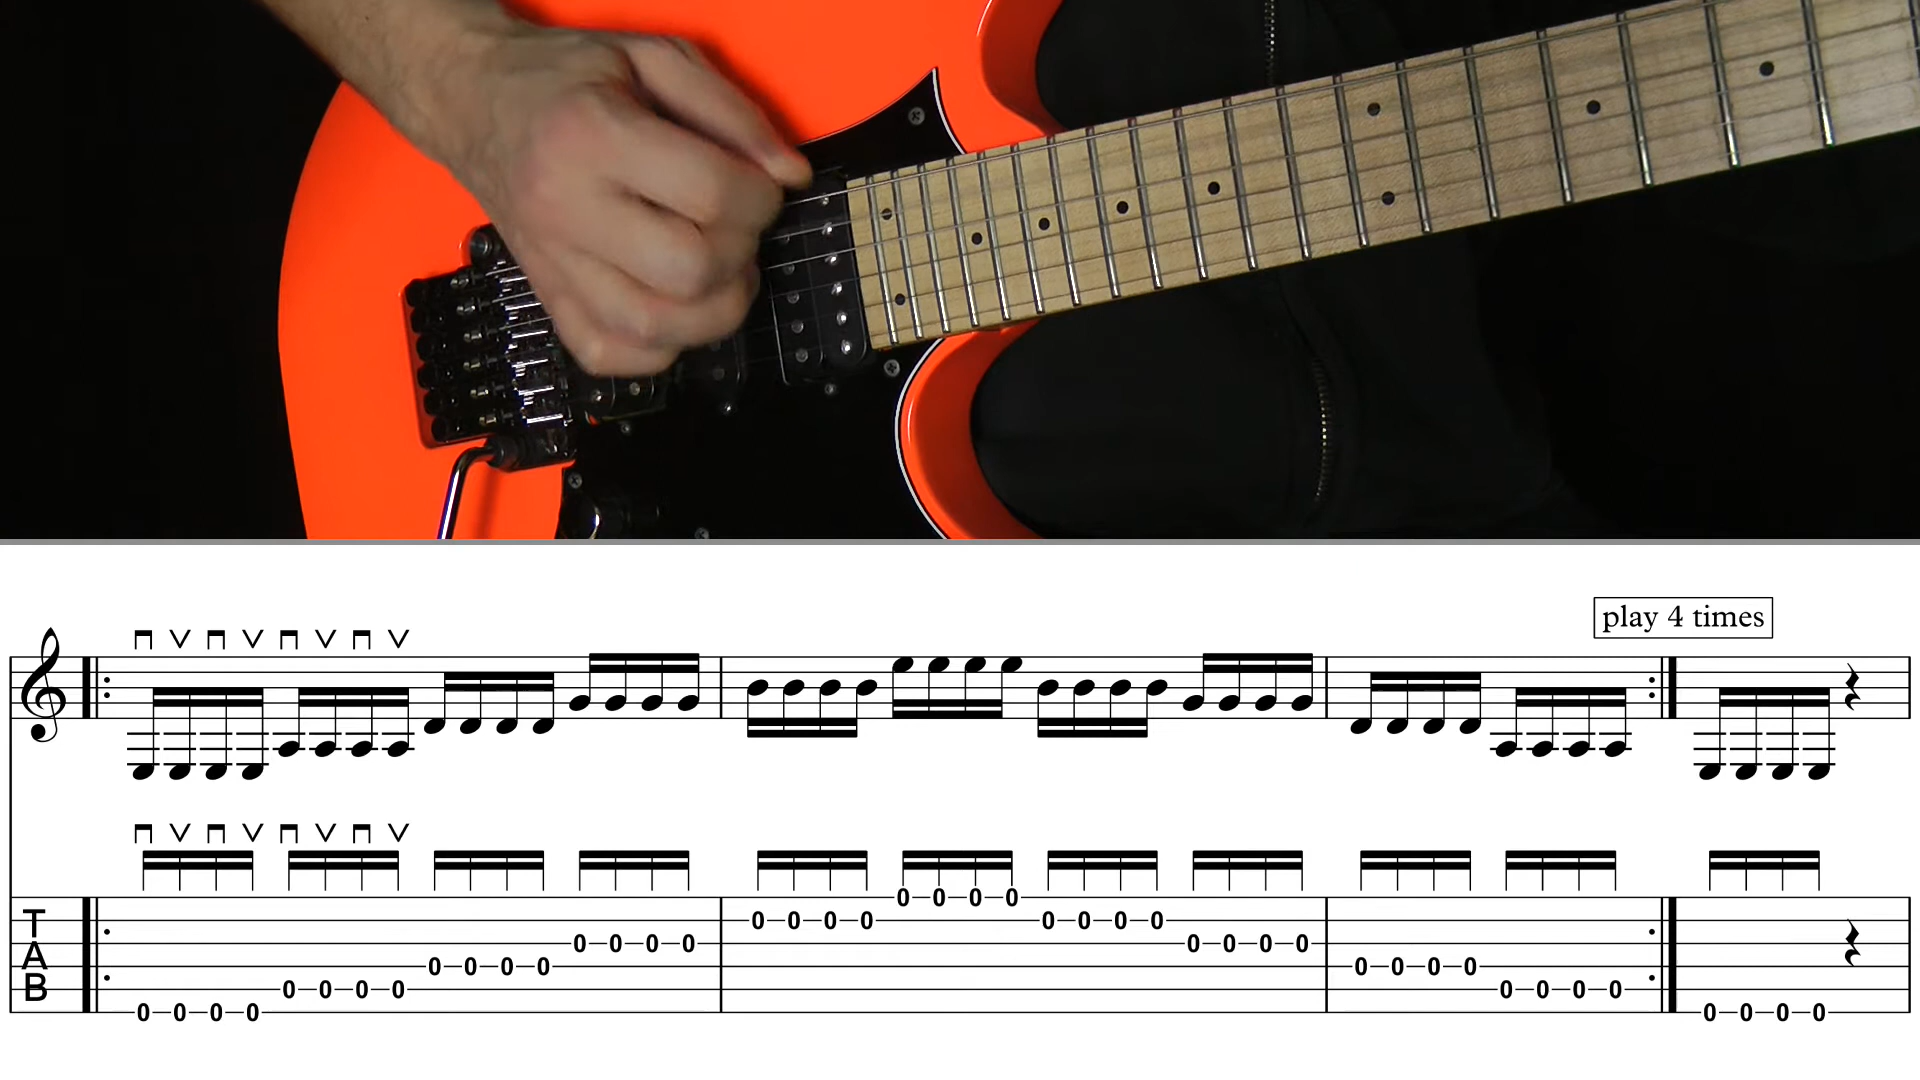 play 4 times
0 0 0 0
0 0 0 0 0 0 0 0
T 0 0 0 0 0 0 0 0
A 0 0 0 0 0 0 0 0
B 0 0 0 0 0 0 0 0
0 0 0 0 0 0 0 0